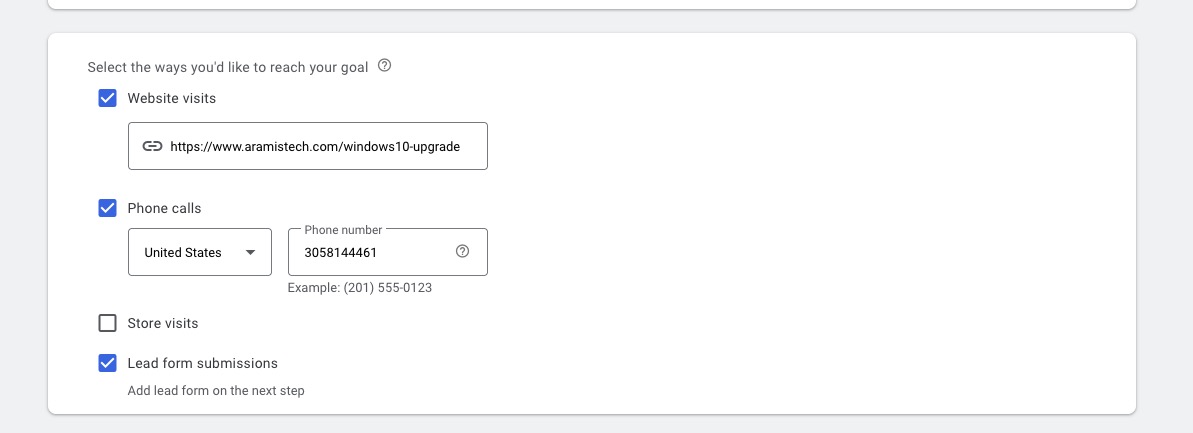 Select the ways you'd like to reach your goal
Website visits
https://www.aramistech.com/windows10-upgrade
Phone calls
United States
Phone number
3058144461
Example: (201) 555-0123
Store visits
Lead form submissions
Add lead form on the next step